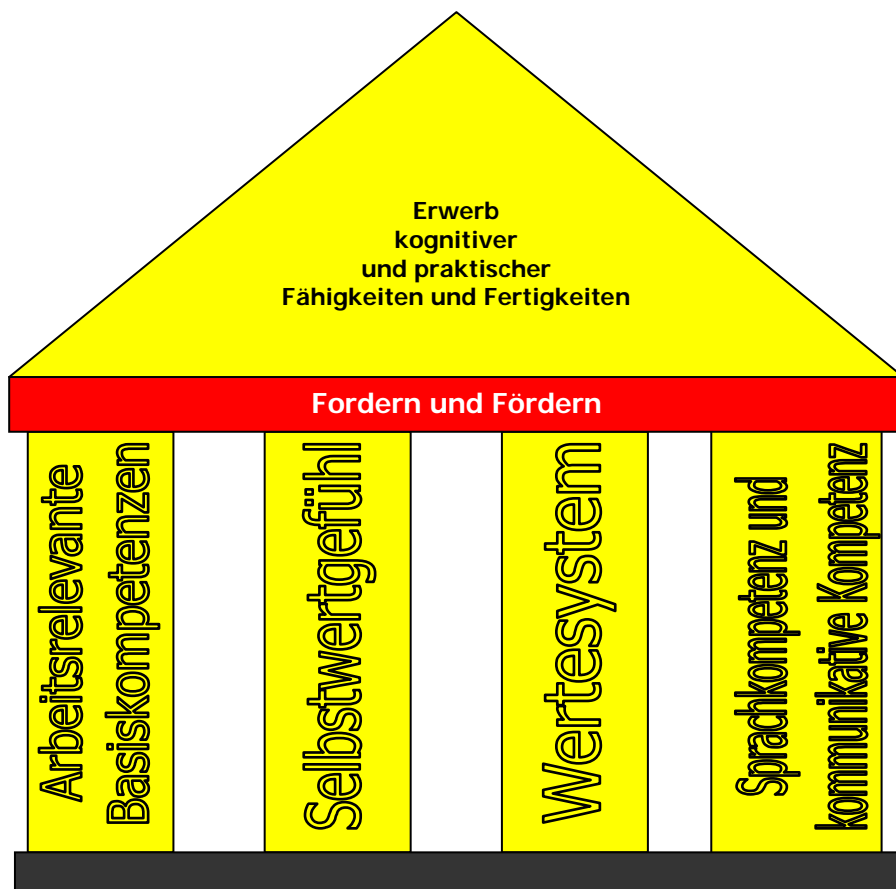 Erwerb
kognitiver
und praktischer
Fähigkeiten und Fertigkeiten
Fordern und Fördern
Arbeitsrelevante
Basiskompetenzen
Selbstwertgefühl
Wertesystem
Sprachkompetenz und
kommunikative Kompetenz